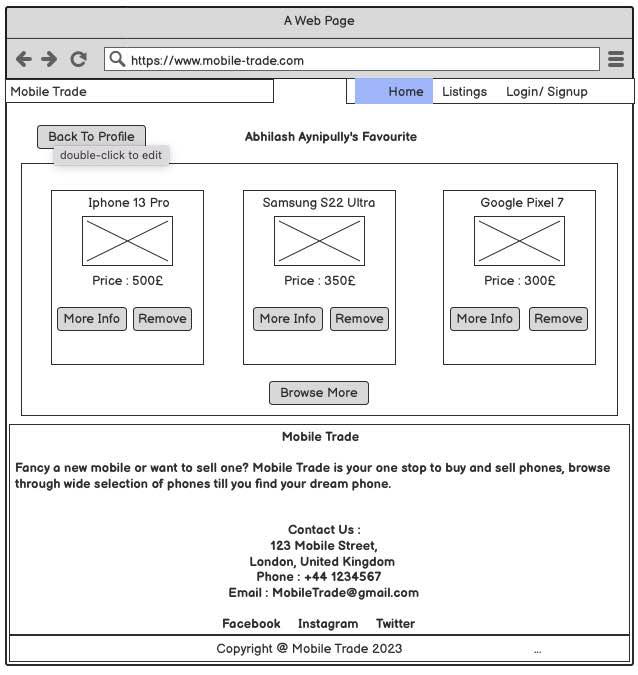 A Web Page
https://www.mobile-trade.com
Mobile Trade
Home Listings Login/ Signup
Back To Profile
Abhilash Aynipully's Favourite
double-click to edit
Iphone 13 Pro
Price : 500£
More Info Remove
Samsung S22 Ultra
Price : 350£
More Info Remove
Google Pixel 7
Price : 300£
More Info Remove
Browse More
Mobile Trade
Fancy a new mobile or want to sell one? Mobile Trade is your one stop to buy and sell phones, browse
through wide selection of phones till you find your dream phone.
Contact Us :
123 Mobile Street,
London, United Kingdom
Phone : +44 1234567
Email : MobileTrade@gmail.com
Facebook Instagram Twitter
Copyright @ Mobile Trade 2023 ...